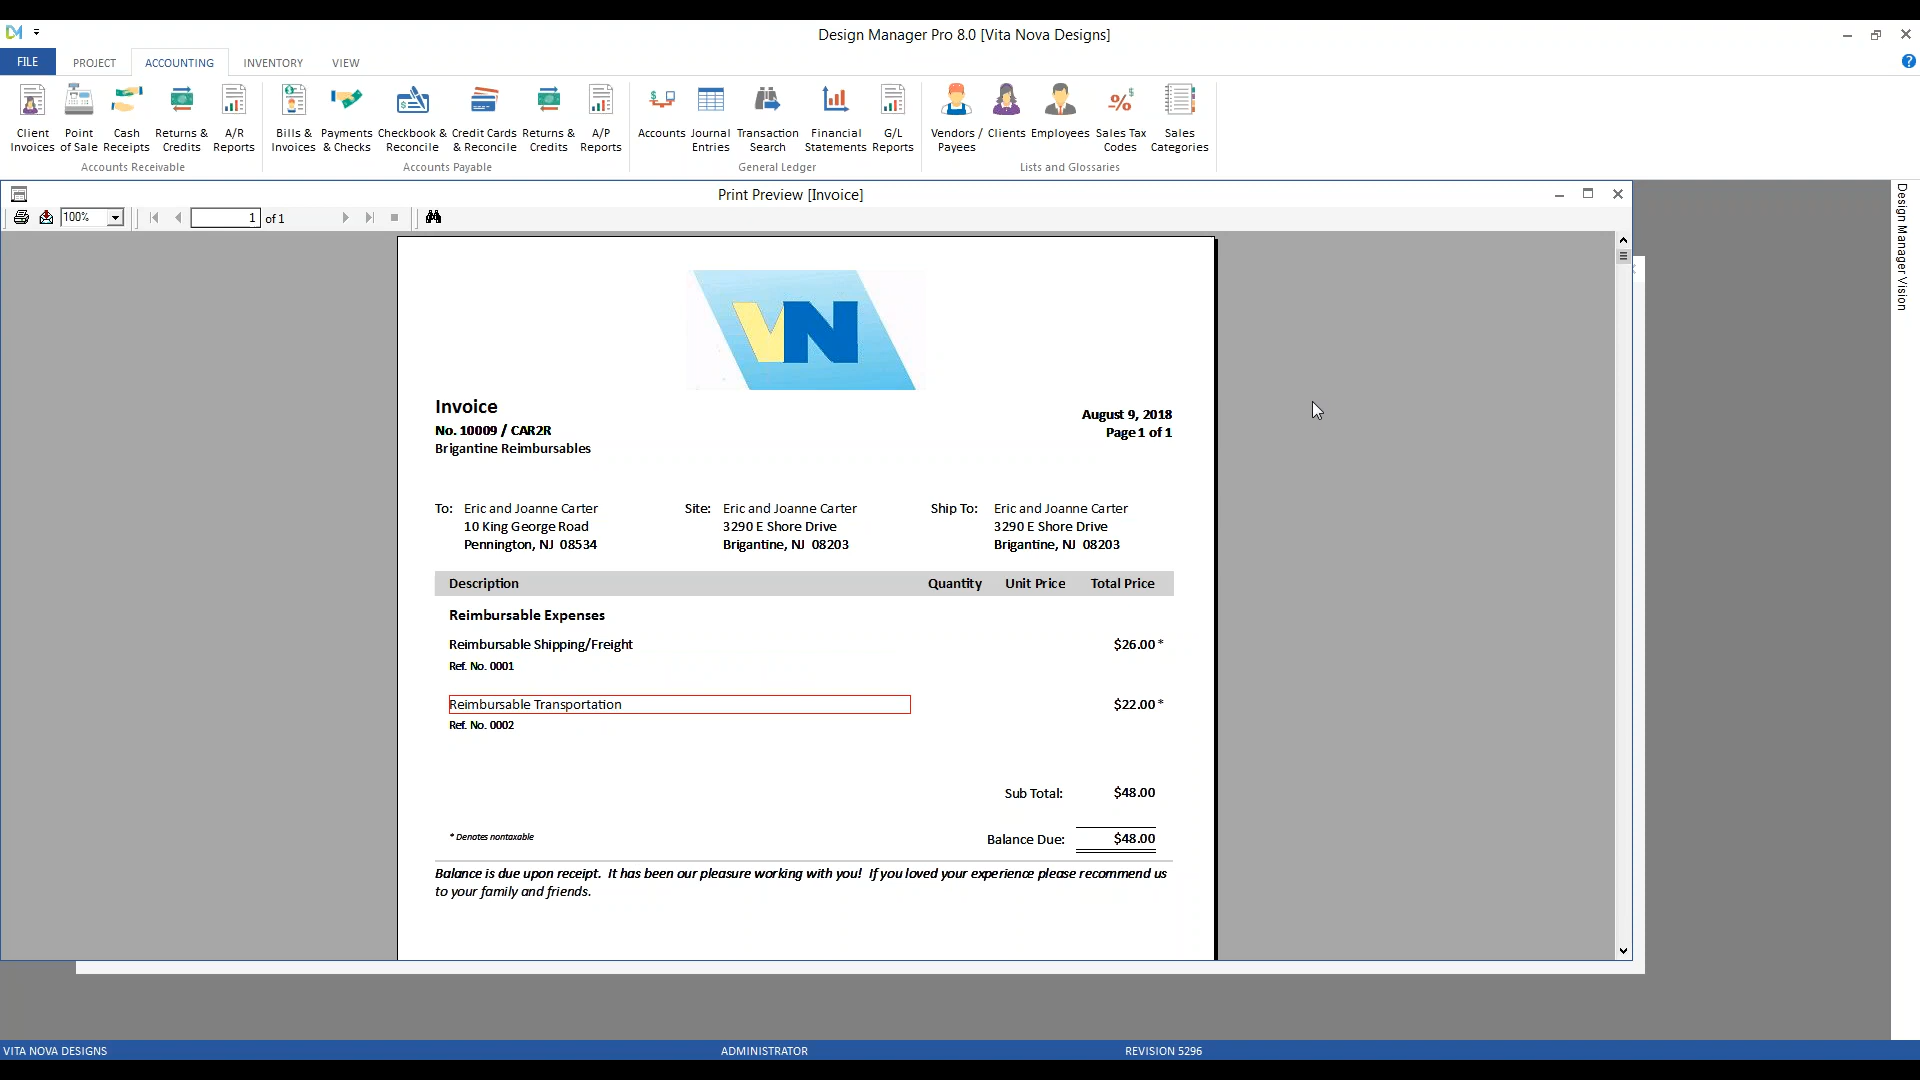 Design Manager Pro 8.0 [Vita Nova Designs]
FILE PROJECT ACCOUNTING INVENTORY VIEW
Client Invoices
Point of Sale
Cash Receipts
Returns & Credits
A/R Reports
Bills & Invoices
Payments & Checks
Checkbook & Reconcile
Credit Cards & Reconcile
Returns & Credits
A/P Reports
Accounts
Journal Entries
Transaction Search
Financial Statements
G/L Reports
Vendors / Payees
Clients
Employees
Sales Tax Codes
Sales Categories
Accounts Receivable
Accounts Payable
General Ledger
Lists and Glossaries
Print Preview [Invoice]
100% 1 of 1
Design Manager Vision
VN
Invoice
No. 10009 / CAR2R
Brigantine Reimbursables
August 9, 2018
Page 1 of 1
To: Eric and Joanne Carter
10 King George Road
Pennington, NJ 08534
Site: Eric and Joanne Carter
3290 E Shore Drive
Brigantine, NJ 08203
Ship To: Eric and Joanne Carter
3290 E Shore Drive
Brigantine, NJ 08203
Description Quantity Unit Price Total Price
Reimbursable Expenses
Reimbursable Shipping/Freight $26.00 *
Ref. No. 0001
Reimbursable Transportation $22.00 *
Ref. No. 0002
Sub Total: $48.00
* Denotes nontaxable Balance Due: $48.00
Balance is due upon receipt. It has been our pleasure working with you! If you loved your experience please recommend us
to your family and friends.
VITA NOVA DESIGNS ADMINISTRATOR REVISION 5296